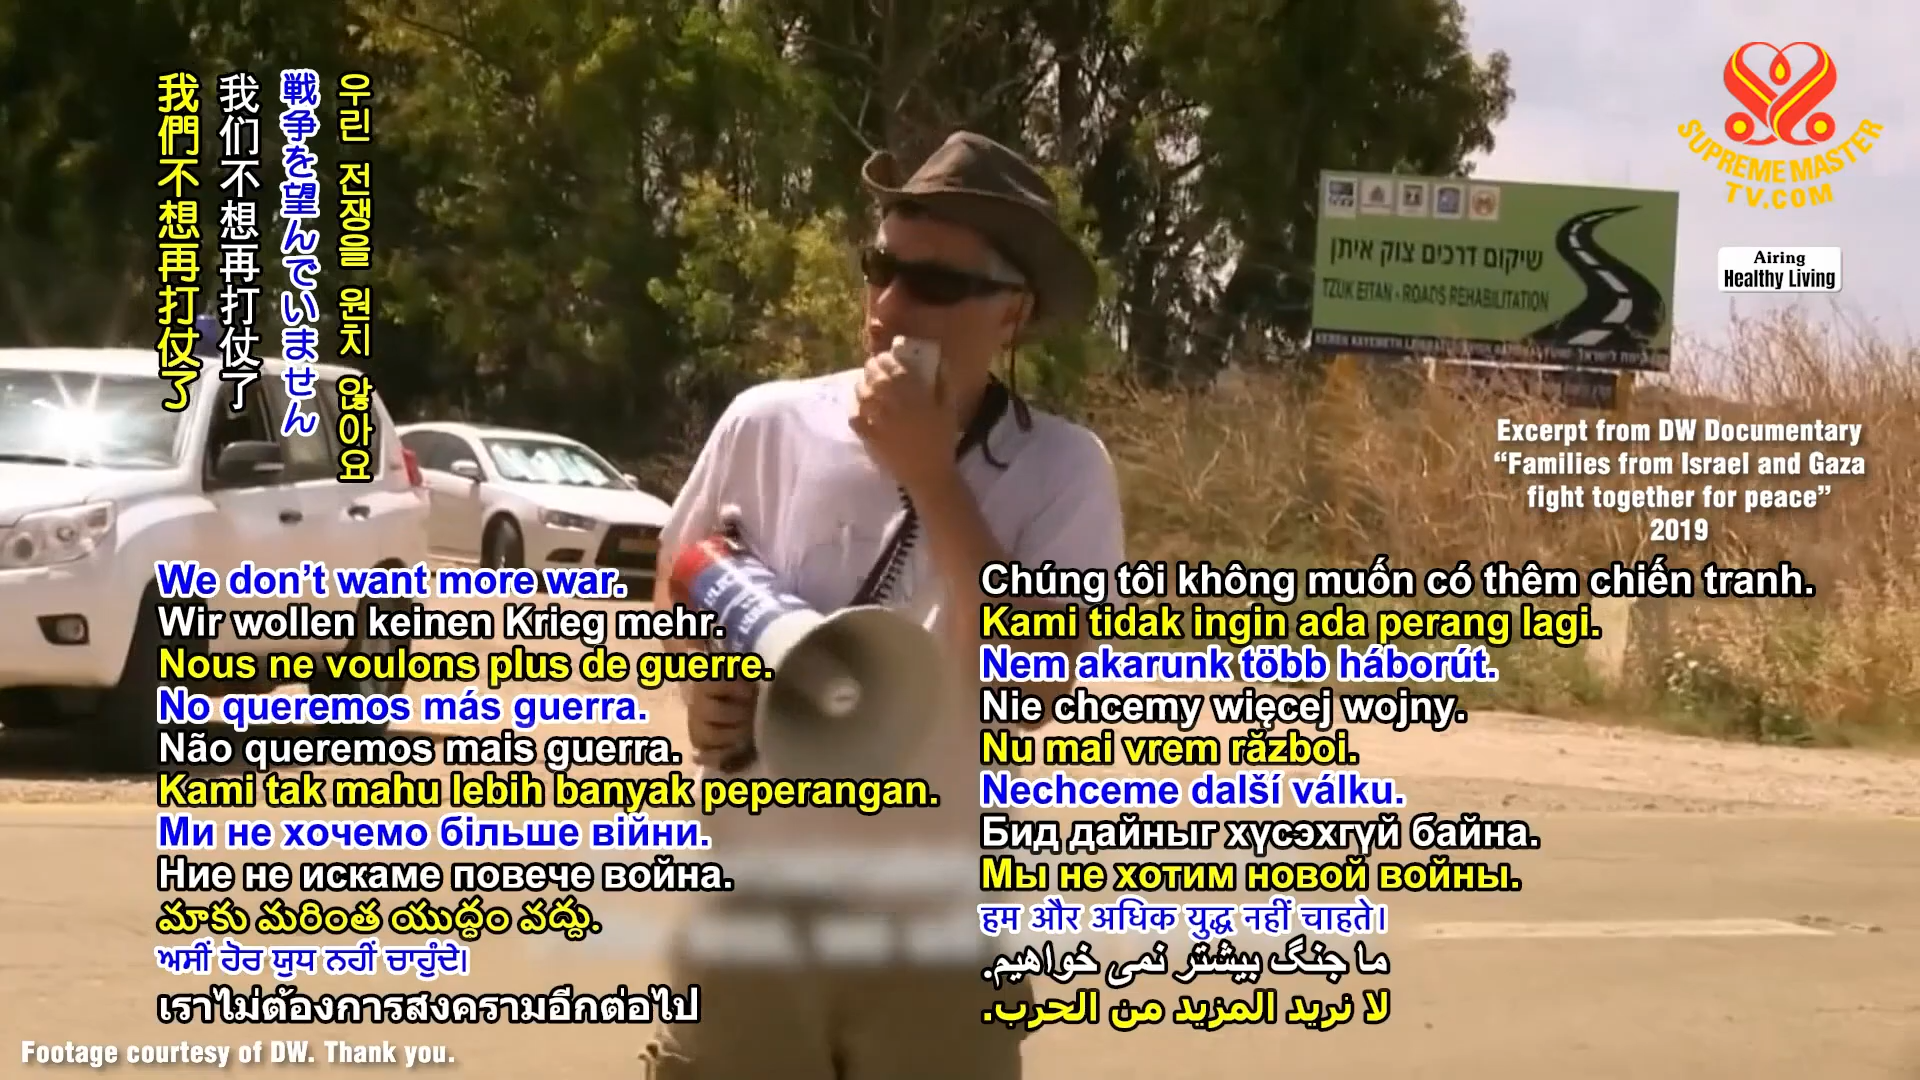 我們不想再打仗了
我们不想再打仗了
戦争を望んでいません
우린 전쟁을 원치 않아요
SUPREME MASTER
TV.COM
Airing
Healthy Living
שיקום דרכים צוק איתן
TZUK EITAN - ROADS REHABILITATION
Excerpt from DW Documentary
“Families from Israel and Gaza
fight together for peace”
2019
We don’t want more war.
Wir wollen keinen Krieg mehr.
Nous ne voulons plus de guerre.
No queremos más guerra.
Não queremos mais guerra.
Kami tak mahu lebih banyak peperangan.
Ми не хочемо більше війни.
Ние не искаме повече война.
మాకు మరింత యుద్ధం వద్దు.
ਅਸੀਂ ਹੋਰ ਯੁਧ ਨਹੀਂ ਚਾਹੁੰਦੇ।
เราไม่ต้องการสงครามอีกต่อไป
Chúng tôi không muốn có thêm chiến tranh.
Kami tidak ingin ada perang lagi.
Nem akarunk több háborút.
Nie chcemy więcej wojny.
Nu mai vrem război.
Nechceme další válku.
Бид дайныг хүсэхгүй байна.
Мы не хотим новой войны.
हम और अधिक युद्ध नहीं चाहते।
ما جنگ بیشتر نمی خواهیم.
لا نريد المزيد من الحرب.
Footage courtesy of DW. Thank you.